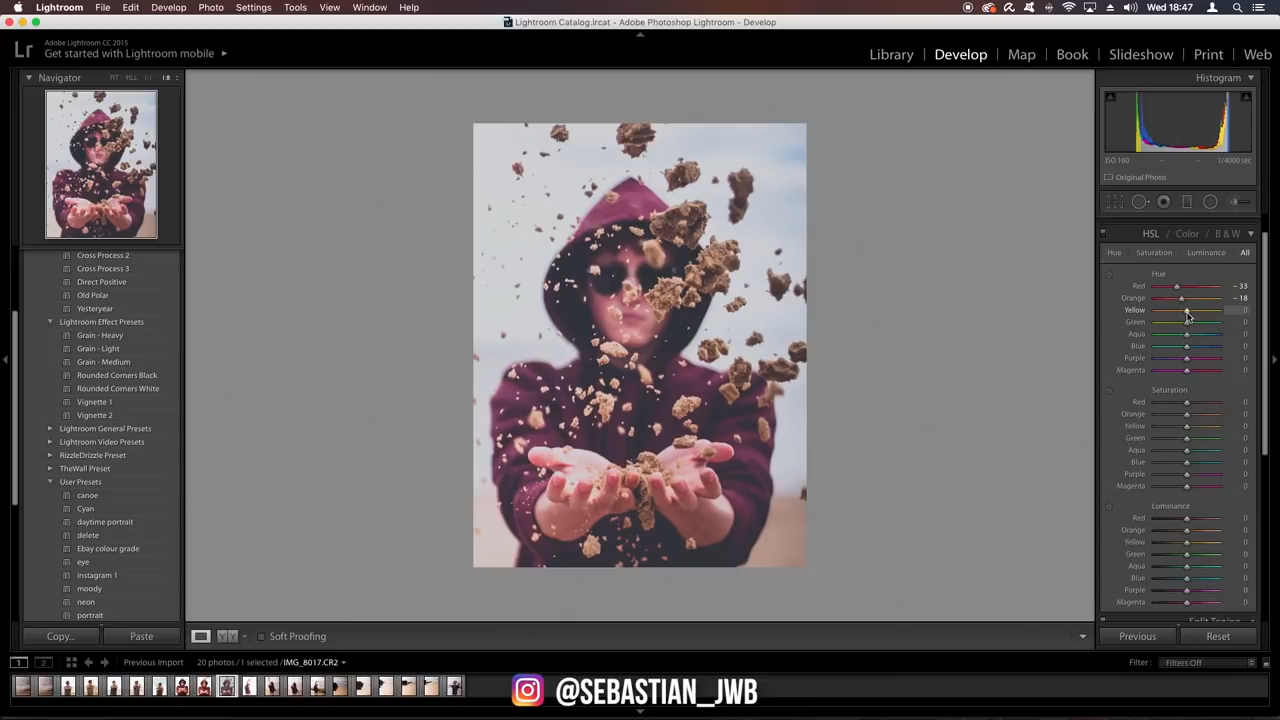 Lightroom File Edit Develop Photo Settings Tools View Window Help Wed 18:47
Lightroom Catalog.lrcat - Adobe Photoshop Lightroom - Develop
Lr
Adobe Lightroom CC 2015
Get started with Lightroom mobile
Library | Develop | Map | Book | Slideshow | Print | Web
Navigator FIT FILL 1:1 1:8
Cross Process 2
Cross Process 3
Direct Positive
Old Polar
Yesteryear
Lightroom Effect Presets
Grain - Heavy
Grain - Light
Grain - Medium
Rounded Corners Black
Rounded Corners White
Vignette 1
Vignette 2
Lightroom General Presets
Lightroom Video Presets
RizzleDrizzle Preset
TheWall Preset
User Presets
canoe
Cyan
daytime portrait
delete
Ebay colour grade
eye
instagram 1
moody
neon
portrait
Copy...
Paste
Soft Proofing
Histogram
ISO 160 – – 1/4000 sec
Original Photo
HSL / Color / B & W
Hue Saturation Luminance All
Hue
Red - 33
Orange - 18
Yellow 0
Green
Aqua 0
Blue 0
Purple 0
Magenta 0
Saturation
Red 0
Orange 0
Yellow 0
Green 0
Aqua 0
Blue 0
Purple 0
Magenta 0
Luminance
Red 0
Orange 0
Yellow 0
Green 0
Aqua 0
Blue 0
Purple 0
Magenta 0
Split Toning
Previous
Reset
1 2 Previous Import 20 photos / 1 selected / IMG_8017.CR2
Filter : Filters Off
@SEBASTIAN_JWB